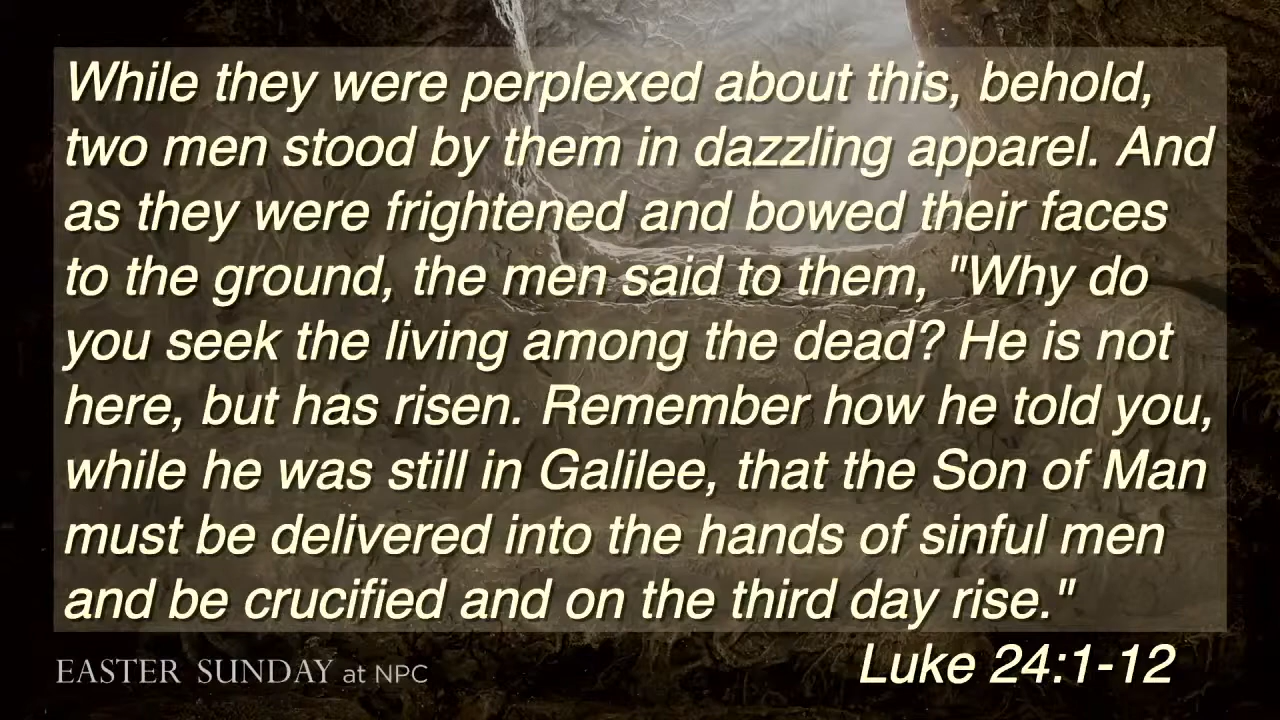 While they were perplexed about this, behold,
two men stood by them in dazzling apparel. And
as they were frightened and bowed their faces
to the ground, the men said to them, "Why do
you seek the living among the dead? He is not
here, but has risen. Remember how he told you,
while he was still in Galilee, that the Son of Man
must be delivered into the hands of sinful men
and be crucified and on the third day rise."
Luke 24:1-12
EASTER SUNDAY at NPC